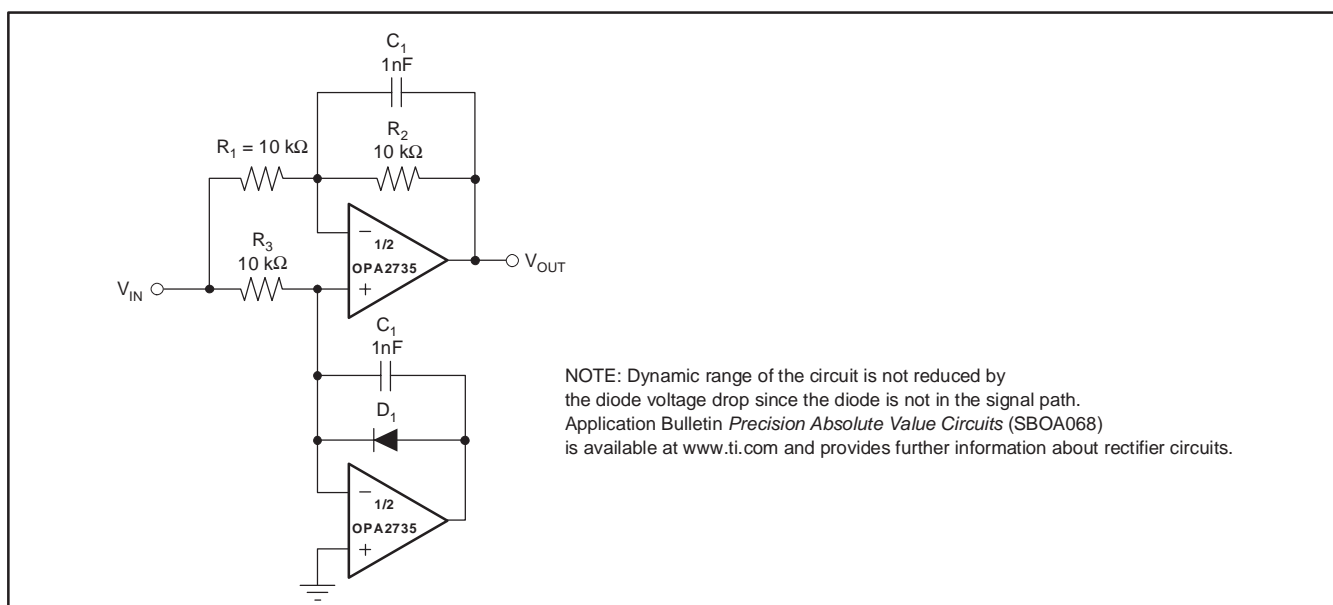 C1
1nF
R2
10 kΩ
R1 = 10 kΩ
−
1/2
OPA2735
+
R3
10 kΩ
VIN
VOUT
C1
1nF
D1
−
1/2
OPA2735
+
NOTE: Dynamic range of the circuit is not reduced by
the diode voltage drop since the diode is not in the signal path.
Application Bulletin Precision Absolute Value Circuits (SBOA068)
is available at www.ti.com and provides further information about rectifier circuits.